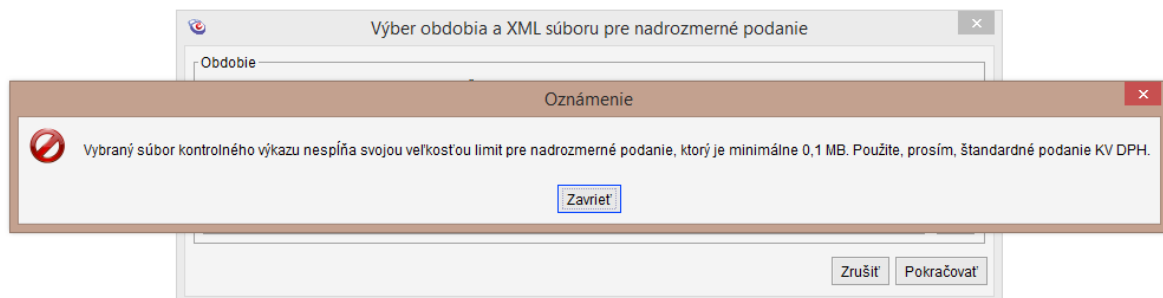 Výber obdobia a XML súboru pre nadrozmerné podanie
Obdobie
Oznámenie
Vybraný súbor kontrolného výkazu nespĺňa svojou veľkosťou limit pre nadrozmerné podanie, ktorý je minimálne 0,1 MB. Použite, prosím, štandardné podanie KV DPH.
Zavrieť
Zrušiť Pokračovať